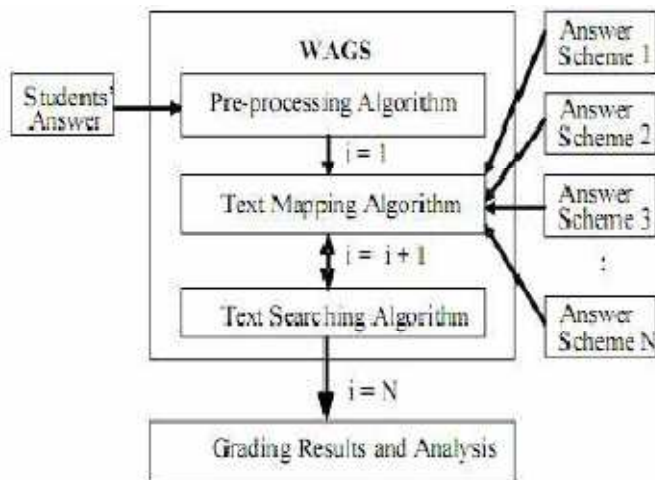 WAGS
Students'
Answer
Pre-processing Algorithm
i = 1
Text Mapping Algorithm
i = i + 1
Text Searching Algorithm
i = N
Grading Results and Analysis
Answer
Scheme 1
Answer
Scheme 2
Answer
Scheme 3
:
Answer
Scheme N